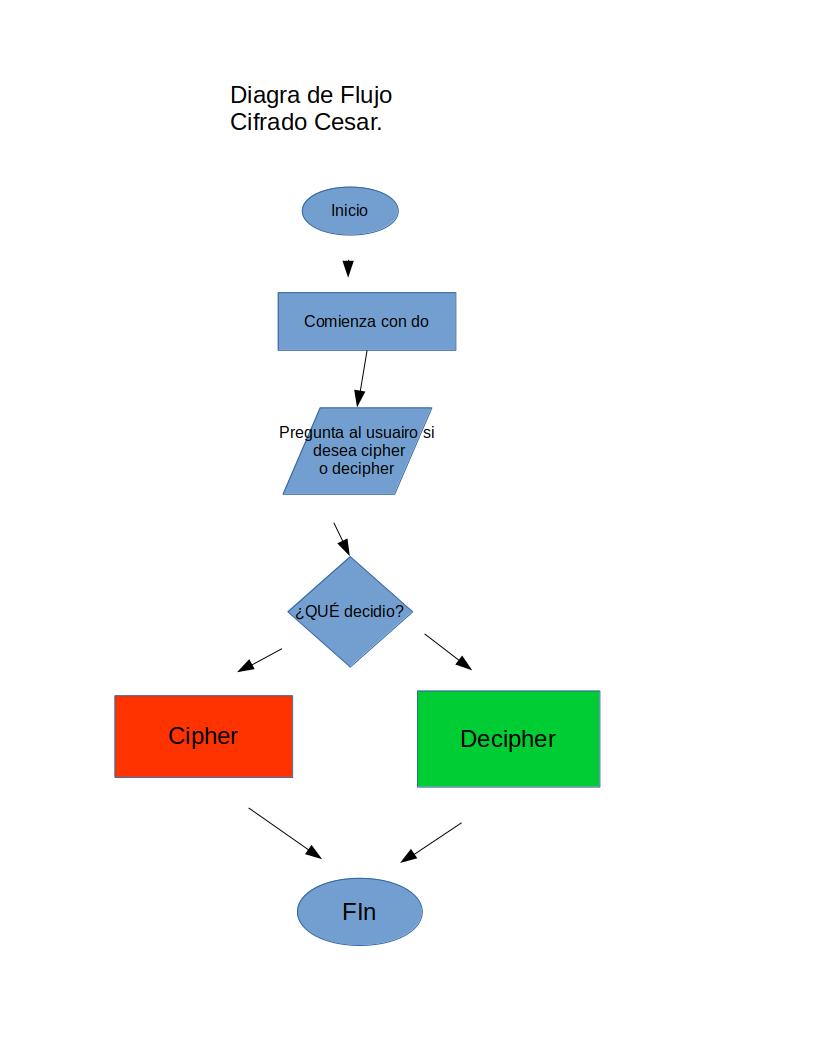 Diagra de Flujo
Cifrado Cesar.
Inicio
Comienza con do
Pregunta al usuairo si
desea cipher
o decipher
¿QUÉ decidio?
Cipher
Decipher
FIn